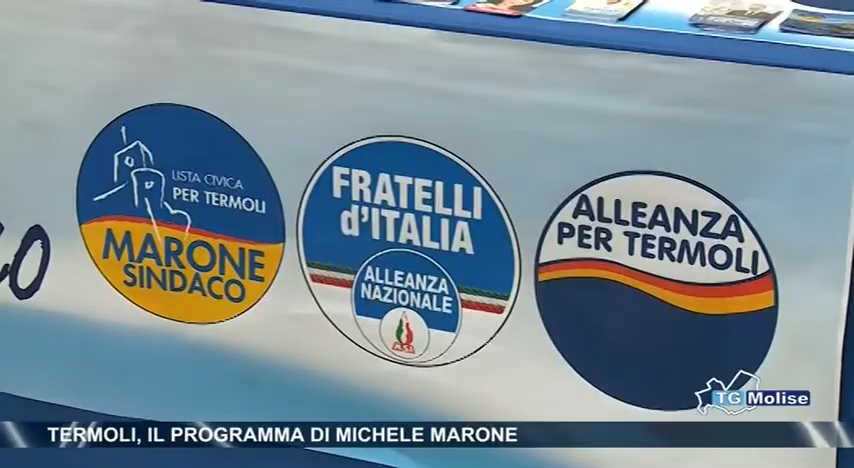 LISTA CIVICA
PER TERMOLI
MARONE
SINDACO
FRATELLI
d'ITALIA
ALLEANZA
NAZIONALE
M.S.I.
ALLEANZA
PER TERMOLI
TG Molise
TERMOLI, IL PROGRAMMA DI MICHELE MARONE